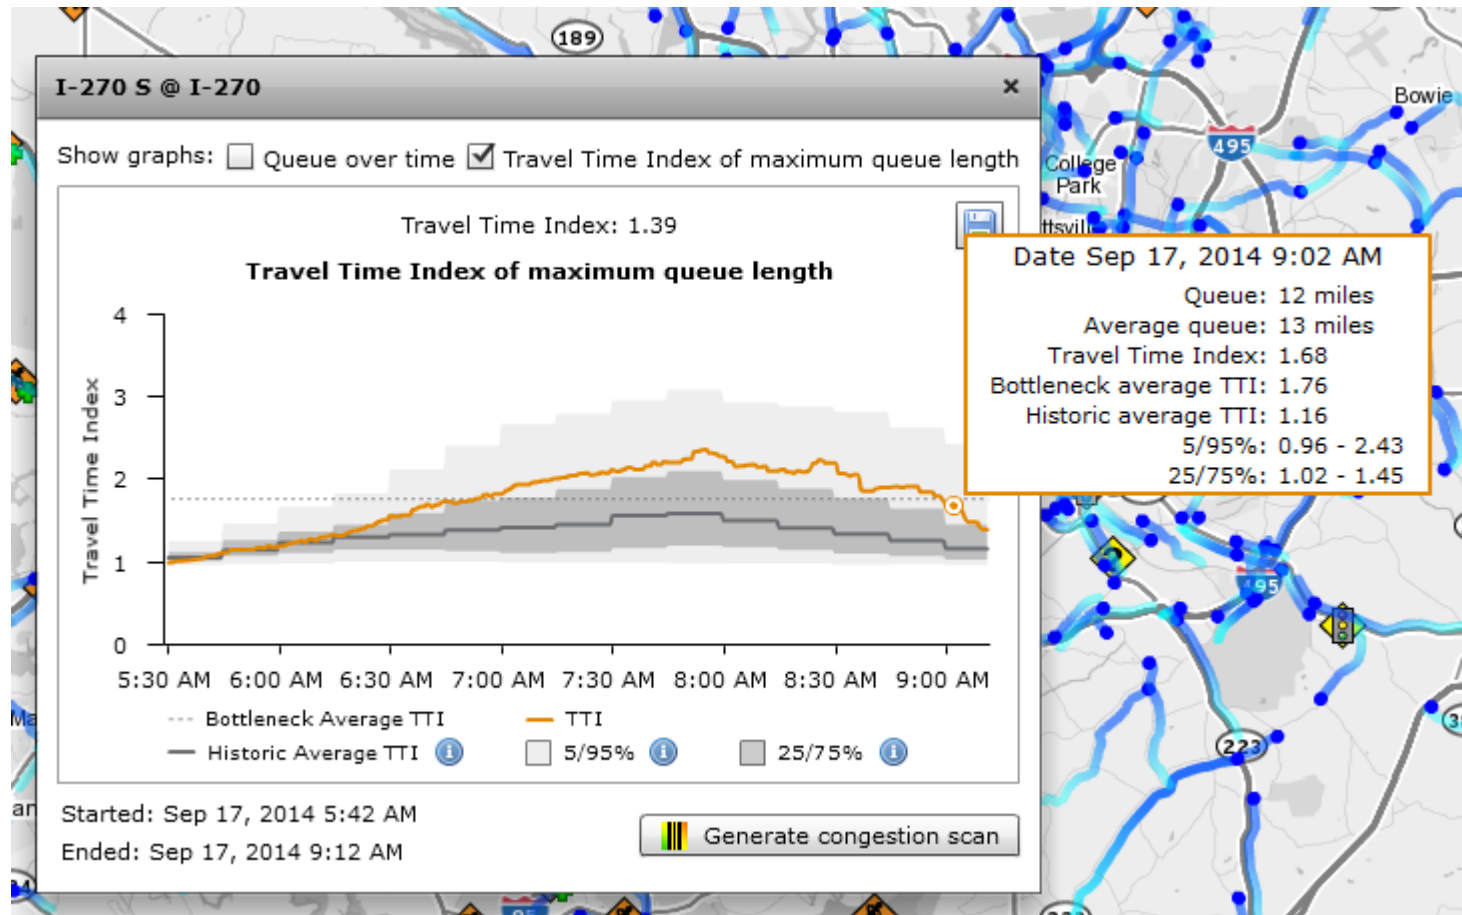 189
I-270 S @ I-270
×
Bowie
Show graphs: Queue over time Travel Time Index of maximum queue length
495
College
Park
Travel Time Index: 1.39
Travel Time Index of maximum queue length
Date Sep 17, 2014 9:02 AM
Queue: 12 miles
Average queue: 13 miles
Travel Time Index: 1.68
Bottleneck average TTI: 1.76
Historic average TTI: 1.16
5/95%: 0.96 - 2.43
25/75%: 1.02 - 1.45
Travel Time Index
4
3
2
1
0
5:30 AM 6:00 AM 6:30 AM 7:00 AM 7:30 AM 8:00 AM 8:30 AM 9:00 AM
Bottleneck Average TTI TTI
Historic Average TTI 5/95% 25/75%
495
223
Started: Sep 17, 2014 5:42 AM
Ended: Sep 17, 2014 9:12 AM
Generate congestion scan